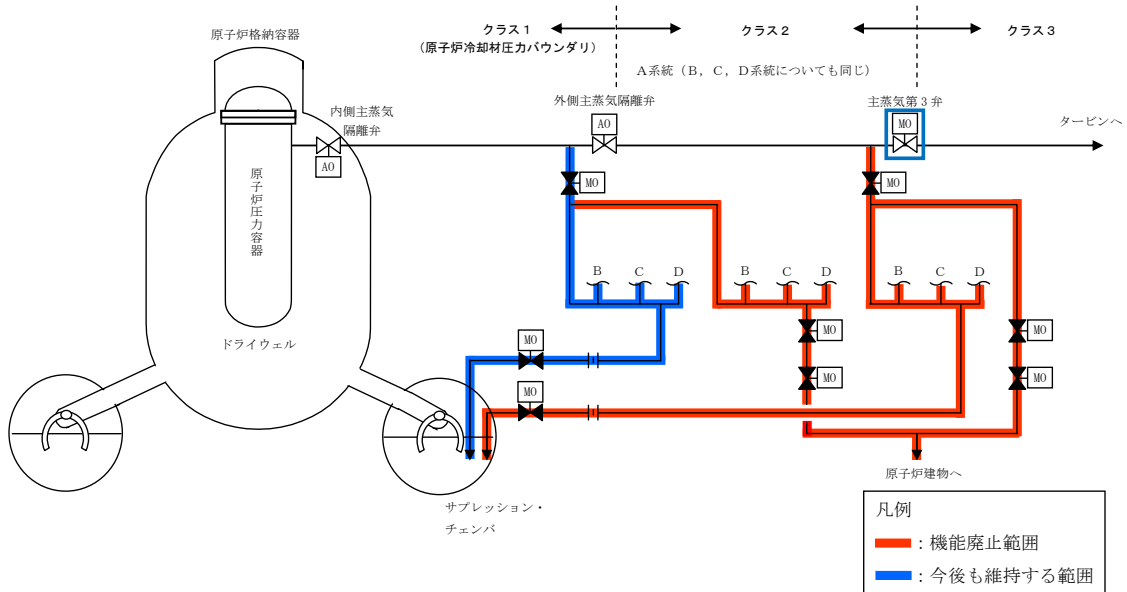 クラス１
(原子炉冷却材圧力バウンダリ)
クラス２
クラス３
A系統（B，C，D系統についても同じ）
原子炉格納容器
内側主蒸気
隔離弁
AO
外側主蒸気隔離弁
AO
主蒸気第３弁
MO
タービンへ
原子炉圧力容器
MO
MO
B
C
D
B
C
D
B
C
D
ドライウェル
MO
MO
MO
MO
MO
MO
サプレッション・
チェンバ
原子炉建物へ
凡例
：機能廃止範囲
：今後も維持する範囲